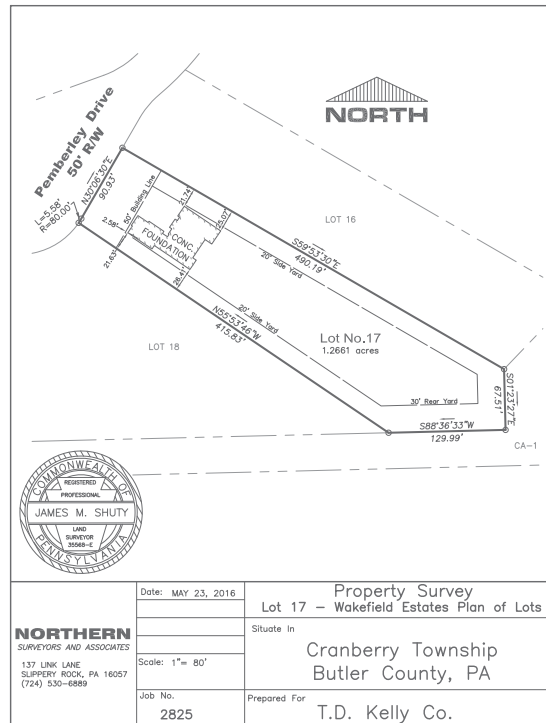 NORTH
Pemberley Drive
50' R/W
N30°06'30"E
90.93'
L=5.58'
R=80.00'
50' Building Line
21.74'
25.07'
2.58'
CONC.
FOUNDATION
21.63'
26.41'
LOT 16
S59°53'30"E
490.19'
20' Side Yard
20' Side Yard
N55°53'46"W
415.83'
Lot No.17
1.2661 acres
LOT 18
S01°23'27"E
67.51'
30' Rear Yard
S88°36'33"W
129.99'
CA-1
COMMONWEALTH OF
REGISTERED
PROFESSIONAL
JAMES M. SHUTY
LAND
SURVEYOR
35568-E
PENNSYLVANIA
NORTHERN
SURVEYORS AND ASSOCIATES
137 LINK LANE
SLIPPERY ROCK, PA 16057
(724) 530-6889
Date: MAY 23, 2016
Scale: 1"= 80'
Job No.
2825
Property Survey
Lot 17 - Wakefield Estates Plan of Lots
Situate In
Cranberry Township
Butler County, PA
Prepared For
T.D. Kelly Co.